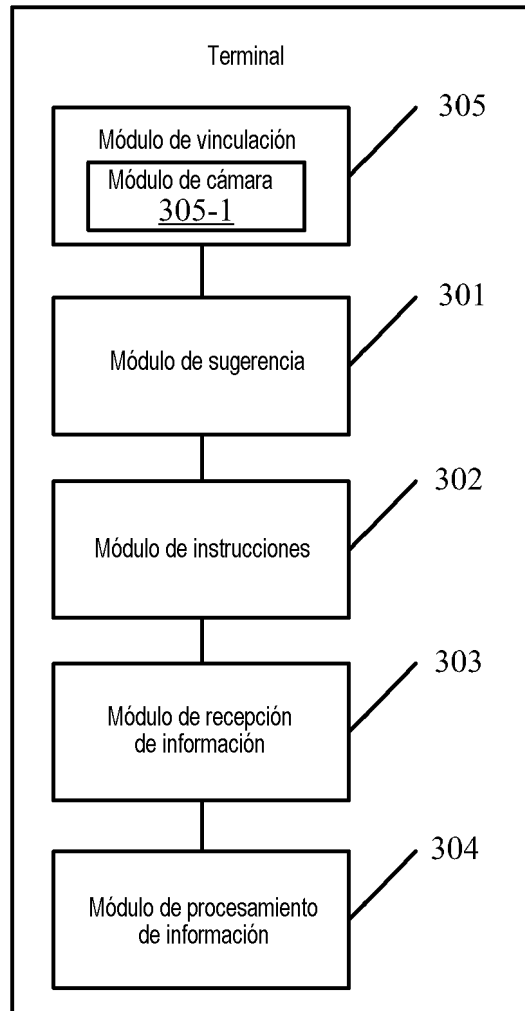 Terminal
305
Módulo de vinculación
Módulo de cámara
305-1
301
Módulo de sugerencia
302
Módulo de instrucciones
303
Módulo de recepción
de información
304
Módulo de procesamiento
de información